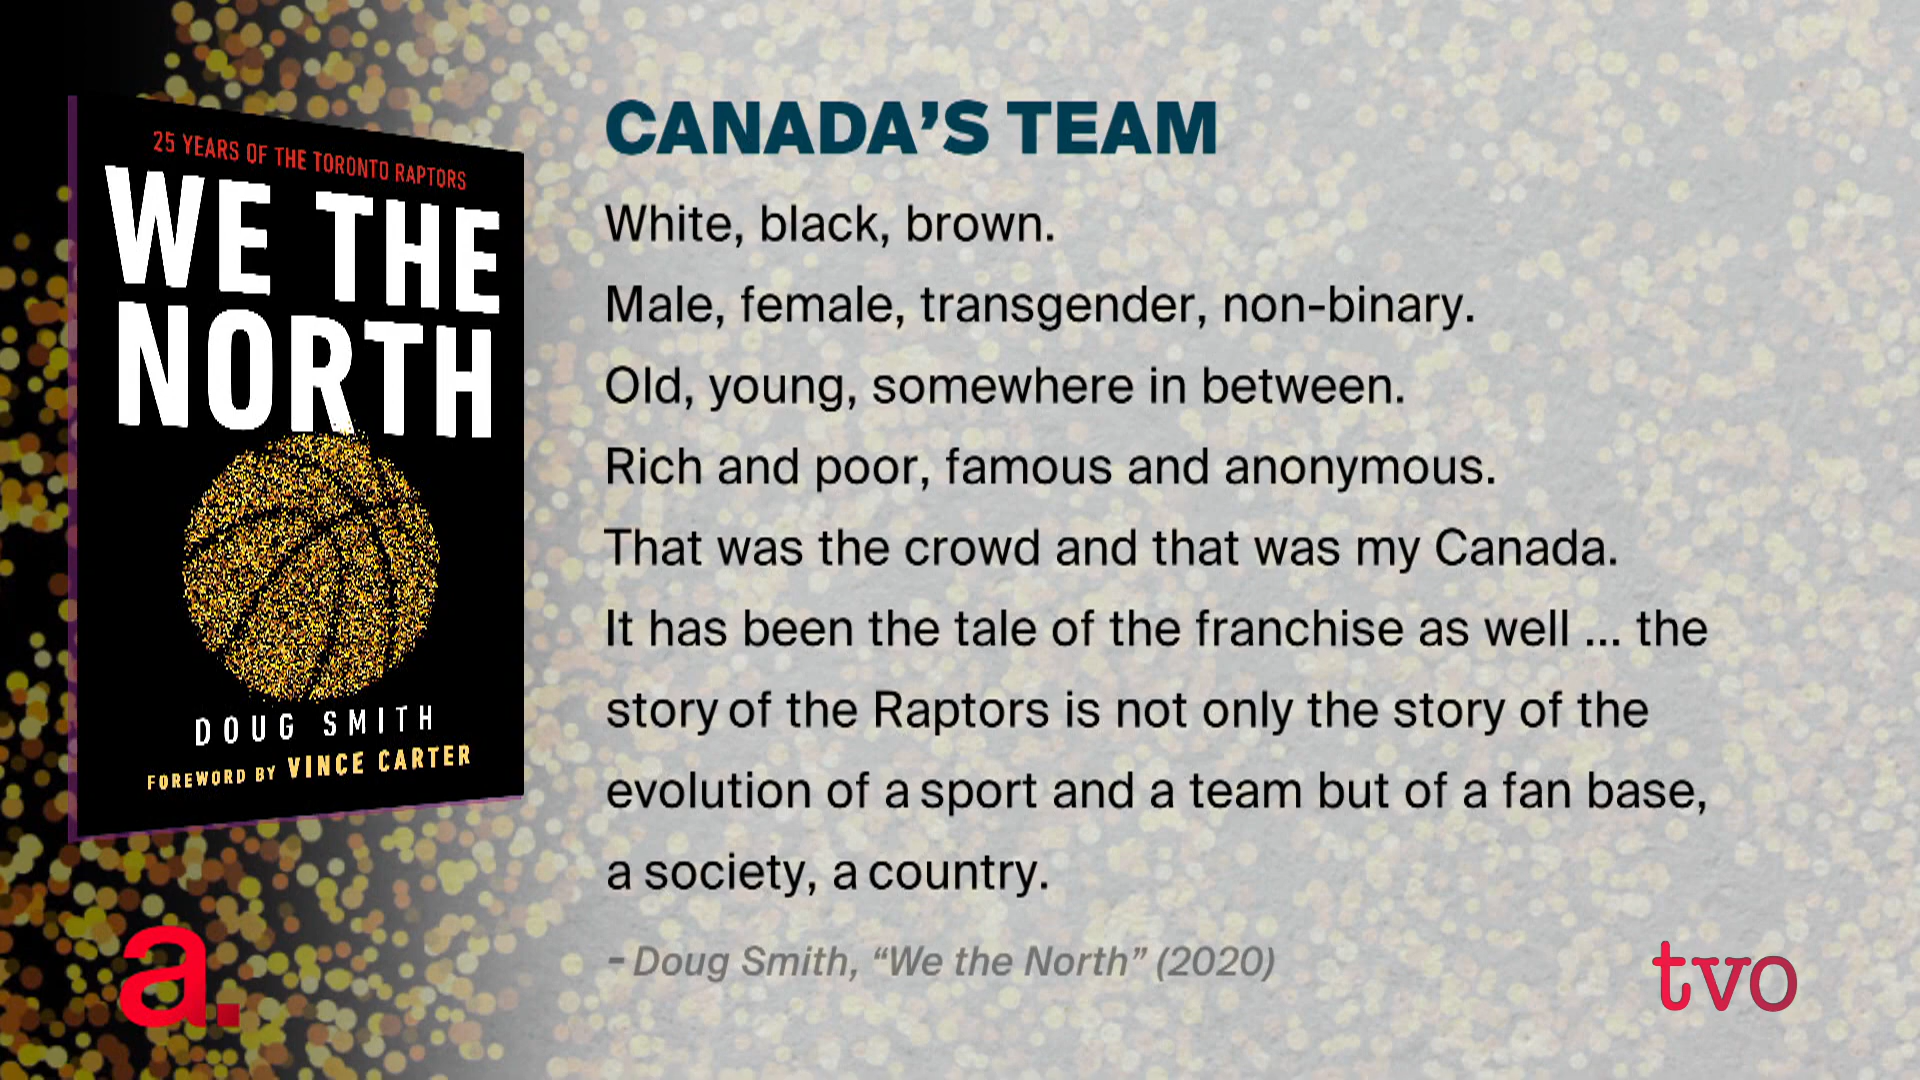 25 YEARS OF THE TORONTO RAPTORS
WE THE
NORTH
DOUG SMITH
FOREWORD BY VINCE CARTER
CANADA’S TEAM
White, black, brown.
Male, female, transgender, non-binary.
Old, young, somewhere in between.
Rich and poor, famous and anonymous.
That was the crowd and that was my Canada.
It has been the tale of the franchise as well ... the
story of the Raptors is not only the story of the
evolution of a sport and a team but of a fan base,
a society, a country.
– Doug Smith, “We the North” (2020)
a.
tvo